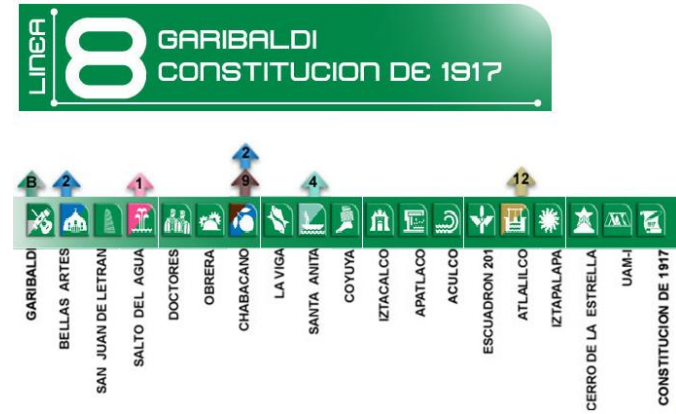 LINEA 8
GARIBALDI
CONSTITUCION DE 1917
B
2
1
2
9
4
12
GARIBALDI
BELLAS ARTES
SAN JUAN DE LETRAN
SALTO DEL AGUA
DOCTORES
OBRERA
CHABACANO
LA VIGA
SANTA ANITA
COYUYA
IZTACALCO
APATLACO
ACULCO
ESCUADRON 201
ATLALILCO
IZTAPALAPA
CERRO DE LA ESTRELLA
UAM-I
CONSTITUCION DE 1917